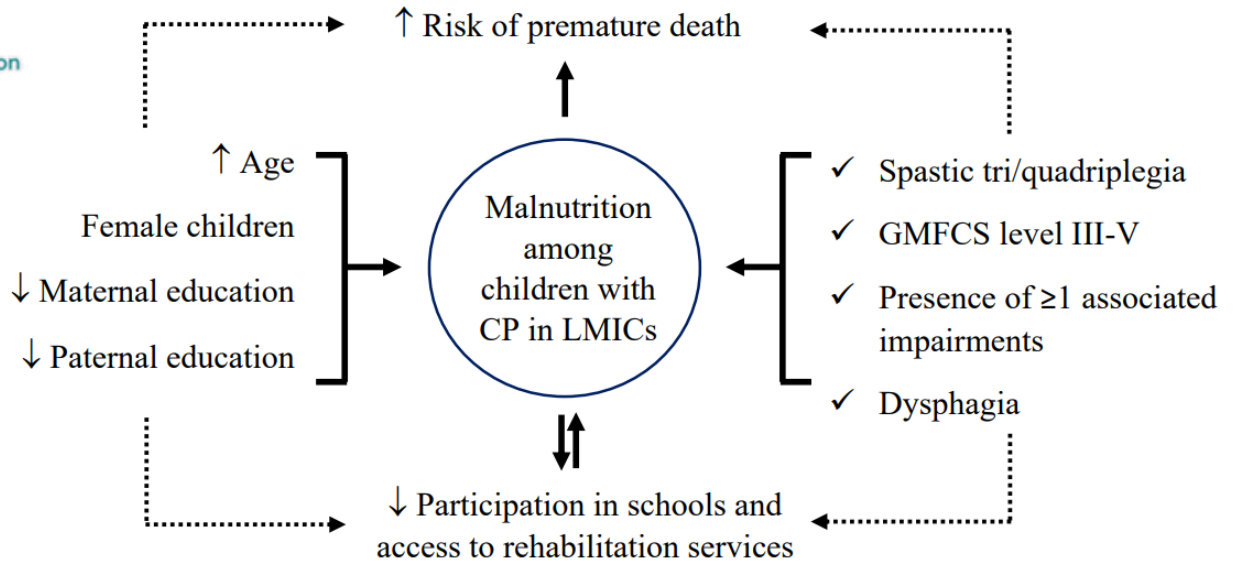 ↑ Risk of premature death
on
↑ Age
Female children
↓ Maternal education
↓ Paternal education
Malnutrition
among
children with
CP in LMICs
✓ Spastic tri/quadriplegia
✓ GMFCS level III-V
✓ Presence of ≥1 associated
impairments
✓ Dysphagia
↓ Participation in schools and
access to rehabilitation services